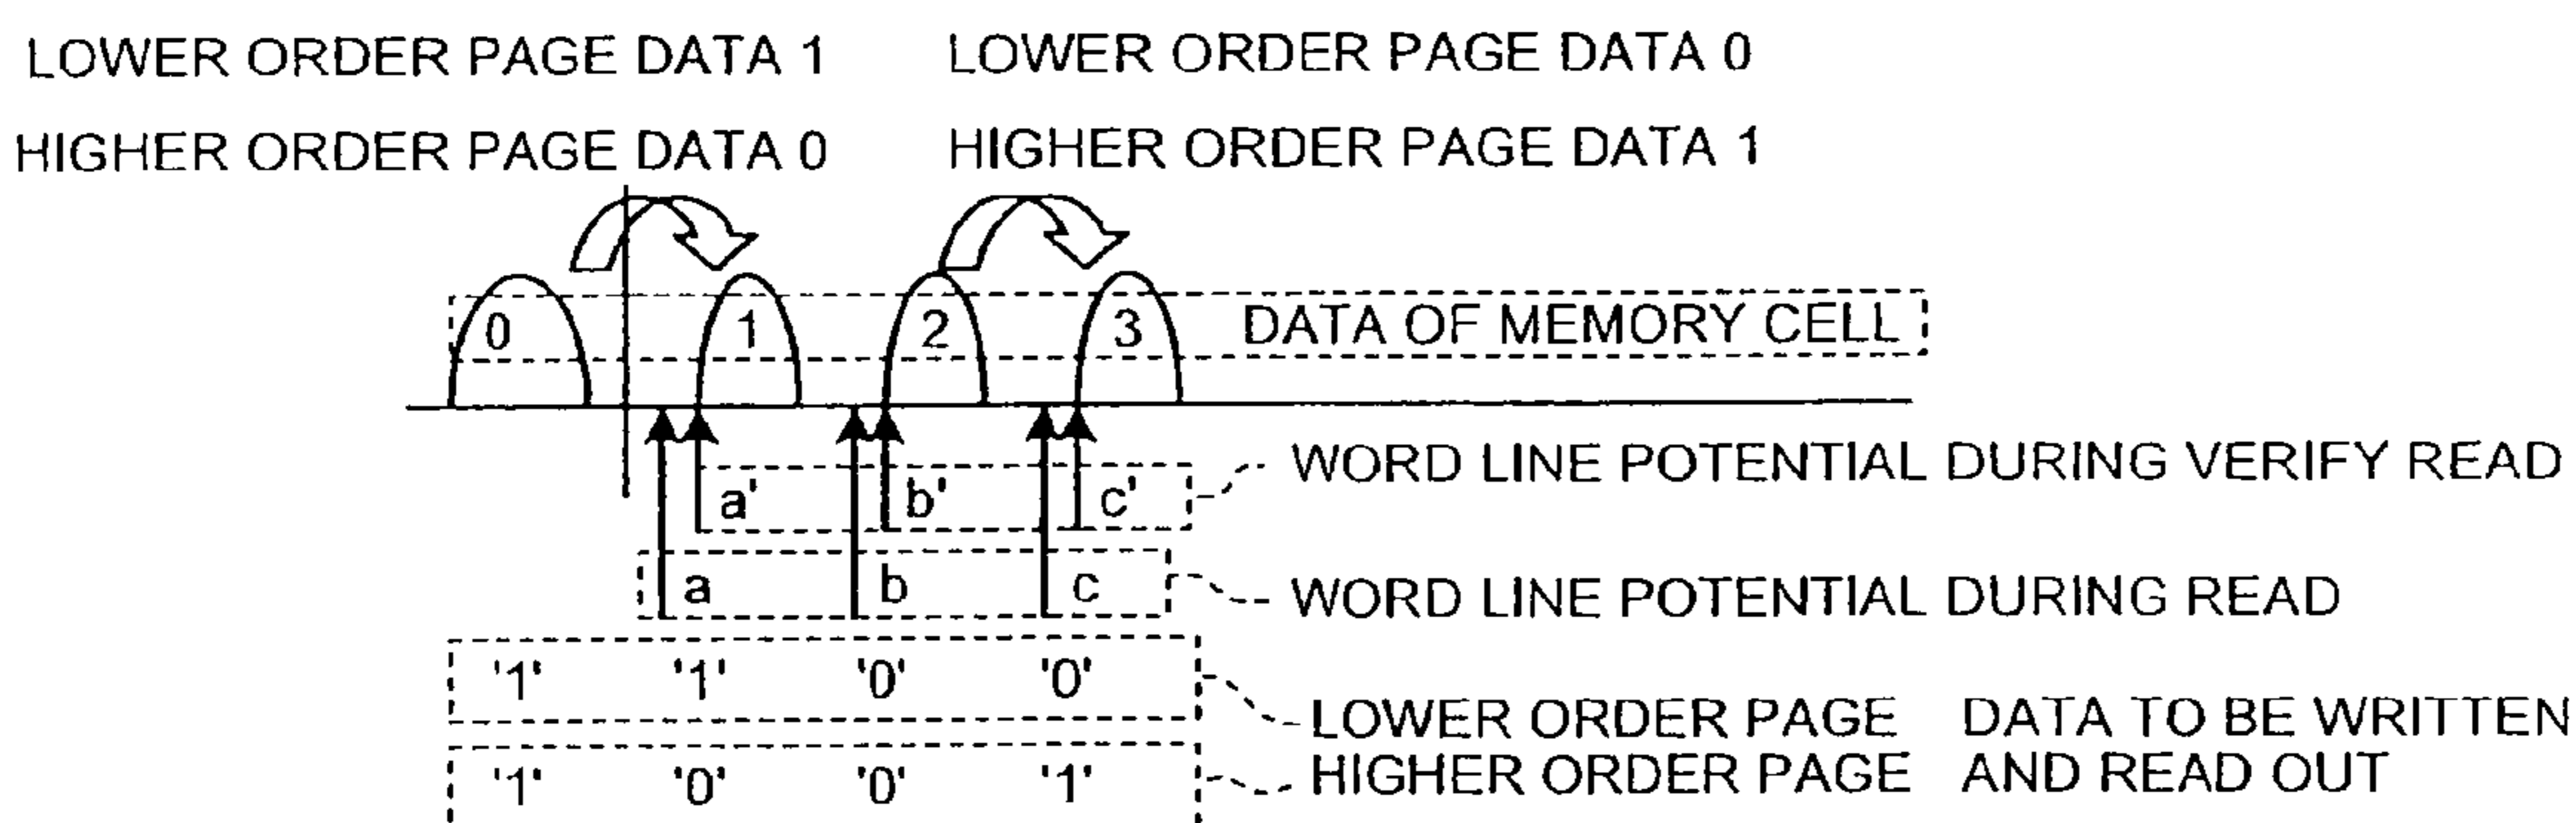 LOWER ORDER PAGE DATA 1 LOWER ORDER PAGE DATA 0
HIGHER ORDER PAGE DATA 0 HIGHER ORDER PAGE DATA 1
0 1 2 3 DATA OF MEMORY CELL
WORD LINE POTENTIAL DURING VERIFY READ
a' b' c'
a b c WORD LINE POTENTIAL DURING READ
'1' '1' '0' '0'
LOWER ORDER PAGE DATA TO BE WRITTEN
'1' '0' '0' '1' HIGHER ORDER PAGE AND READ OUT